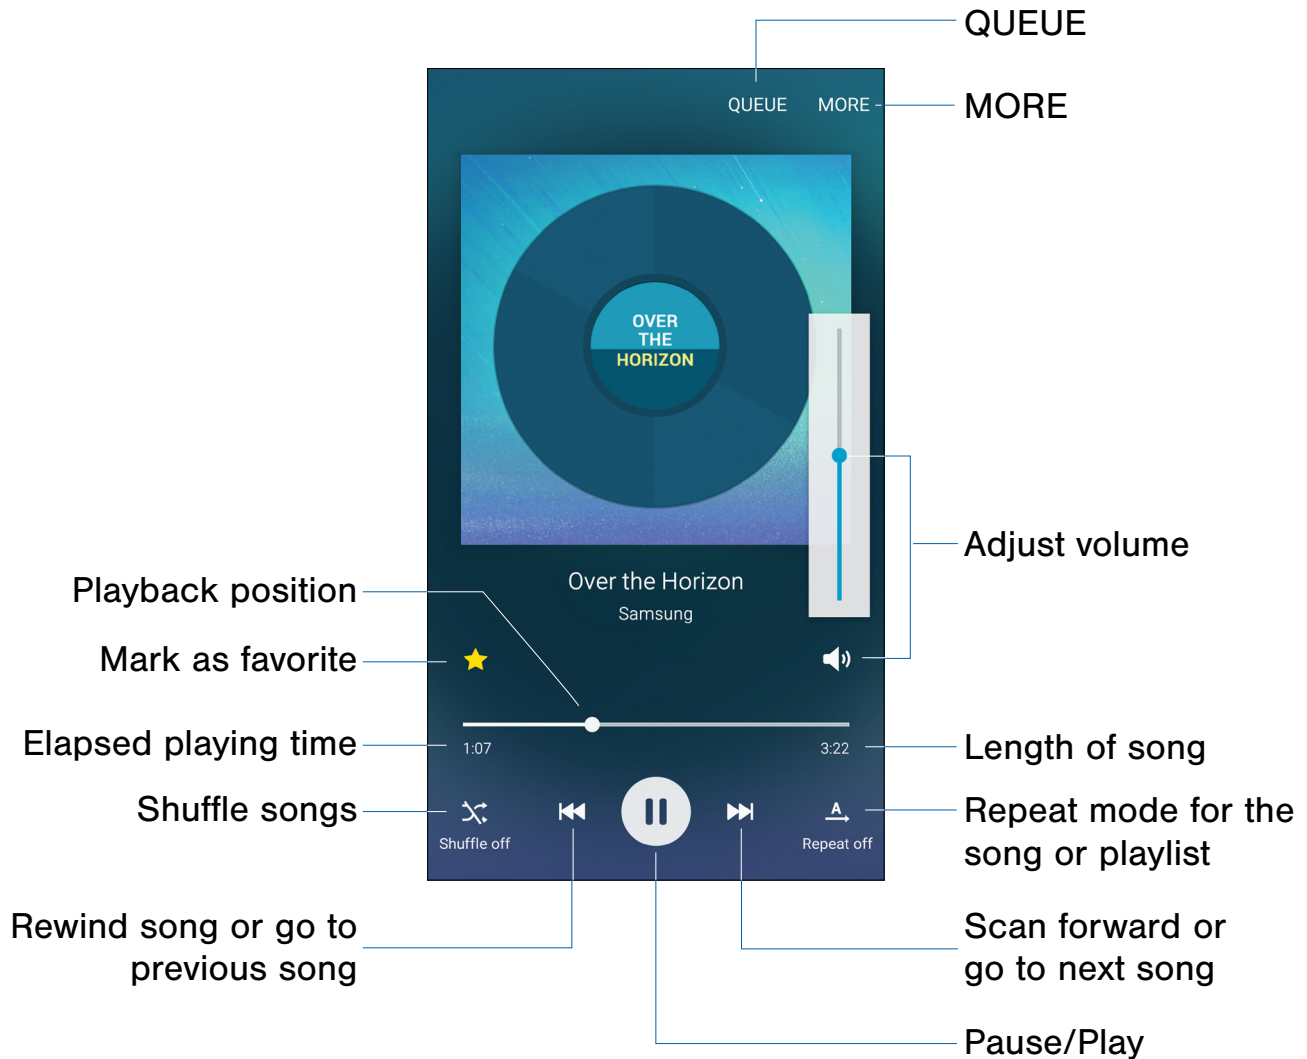 QUEUE
QUEUE MORE
MORE
OVER
THE
HORIZON
Adjust volume
Over the Horizon
Samsung
Playback position
Mark as favorite
Elapsed playing time
1:07
3:22
Length of song
Shuffle songs
Shuffle off
A
Repeat off
Repeat mode for the
song or playlist
Rewind song or go to
previous song
Scan forward or
go to next song
Pause/Play